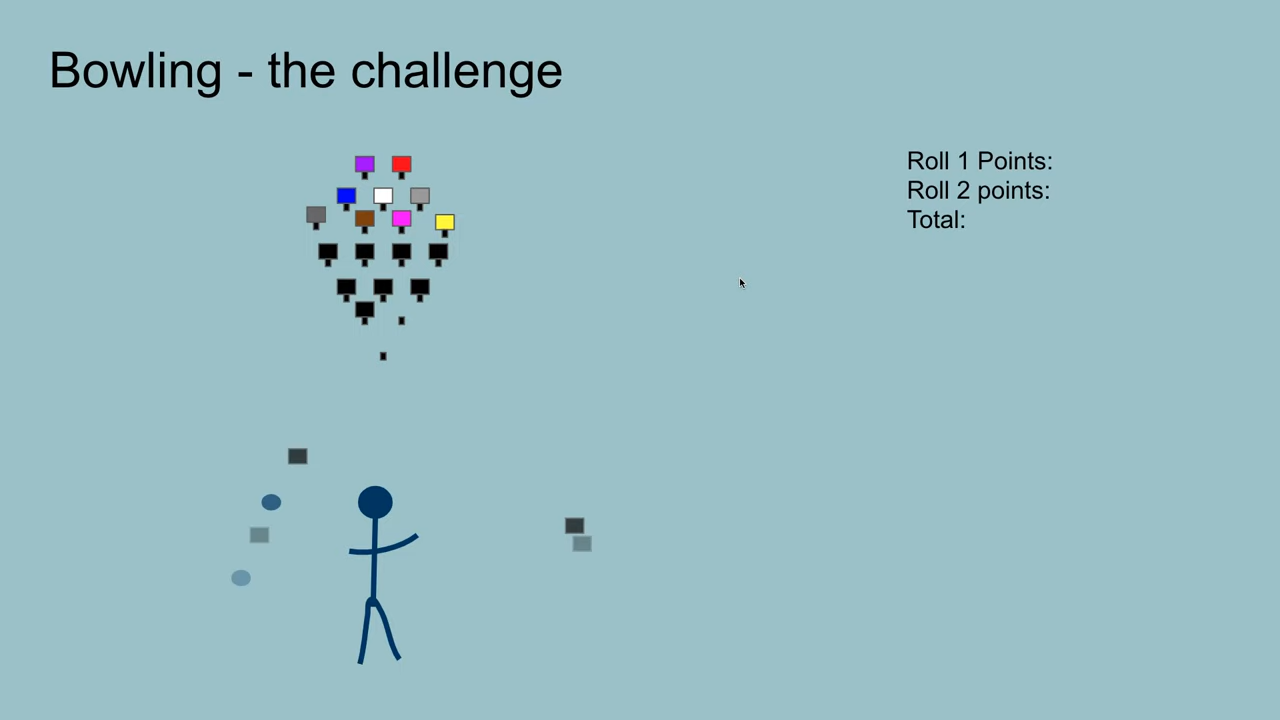 Bowling - the challenge
Roll 1 Points:
Roll 2 points:
Total: